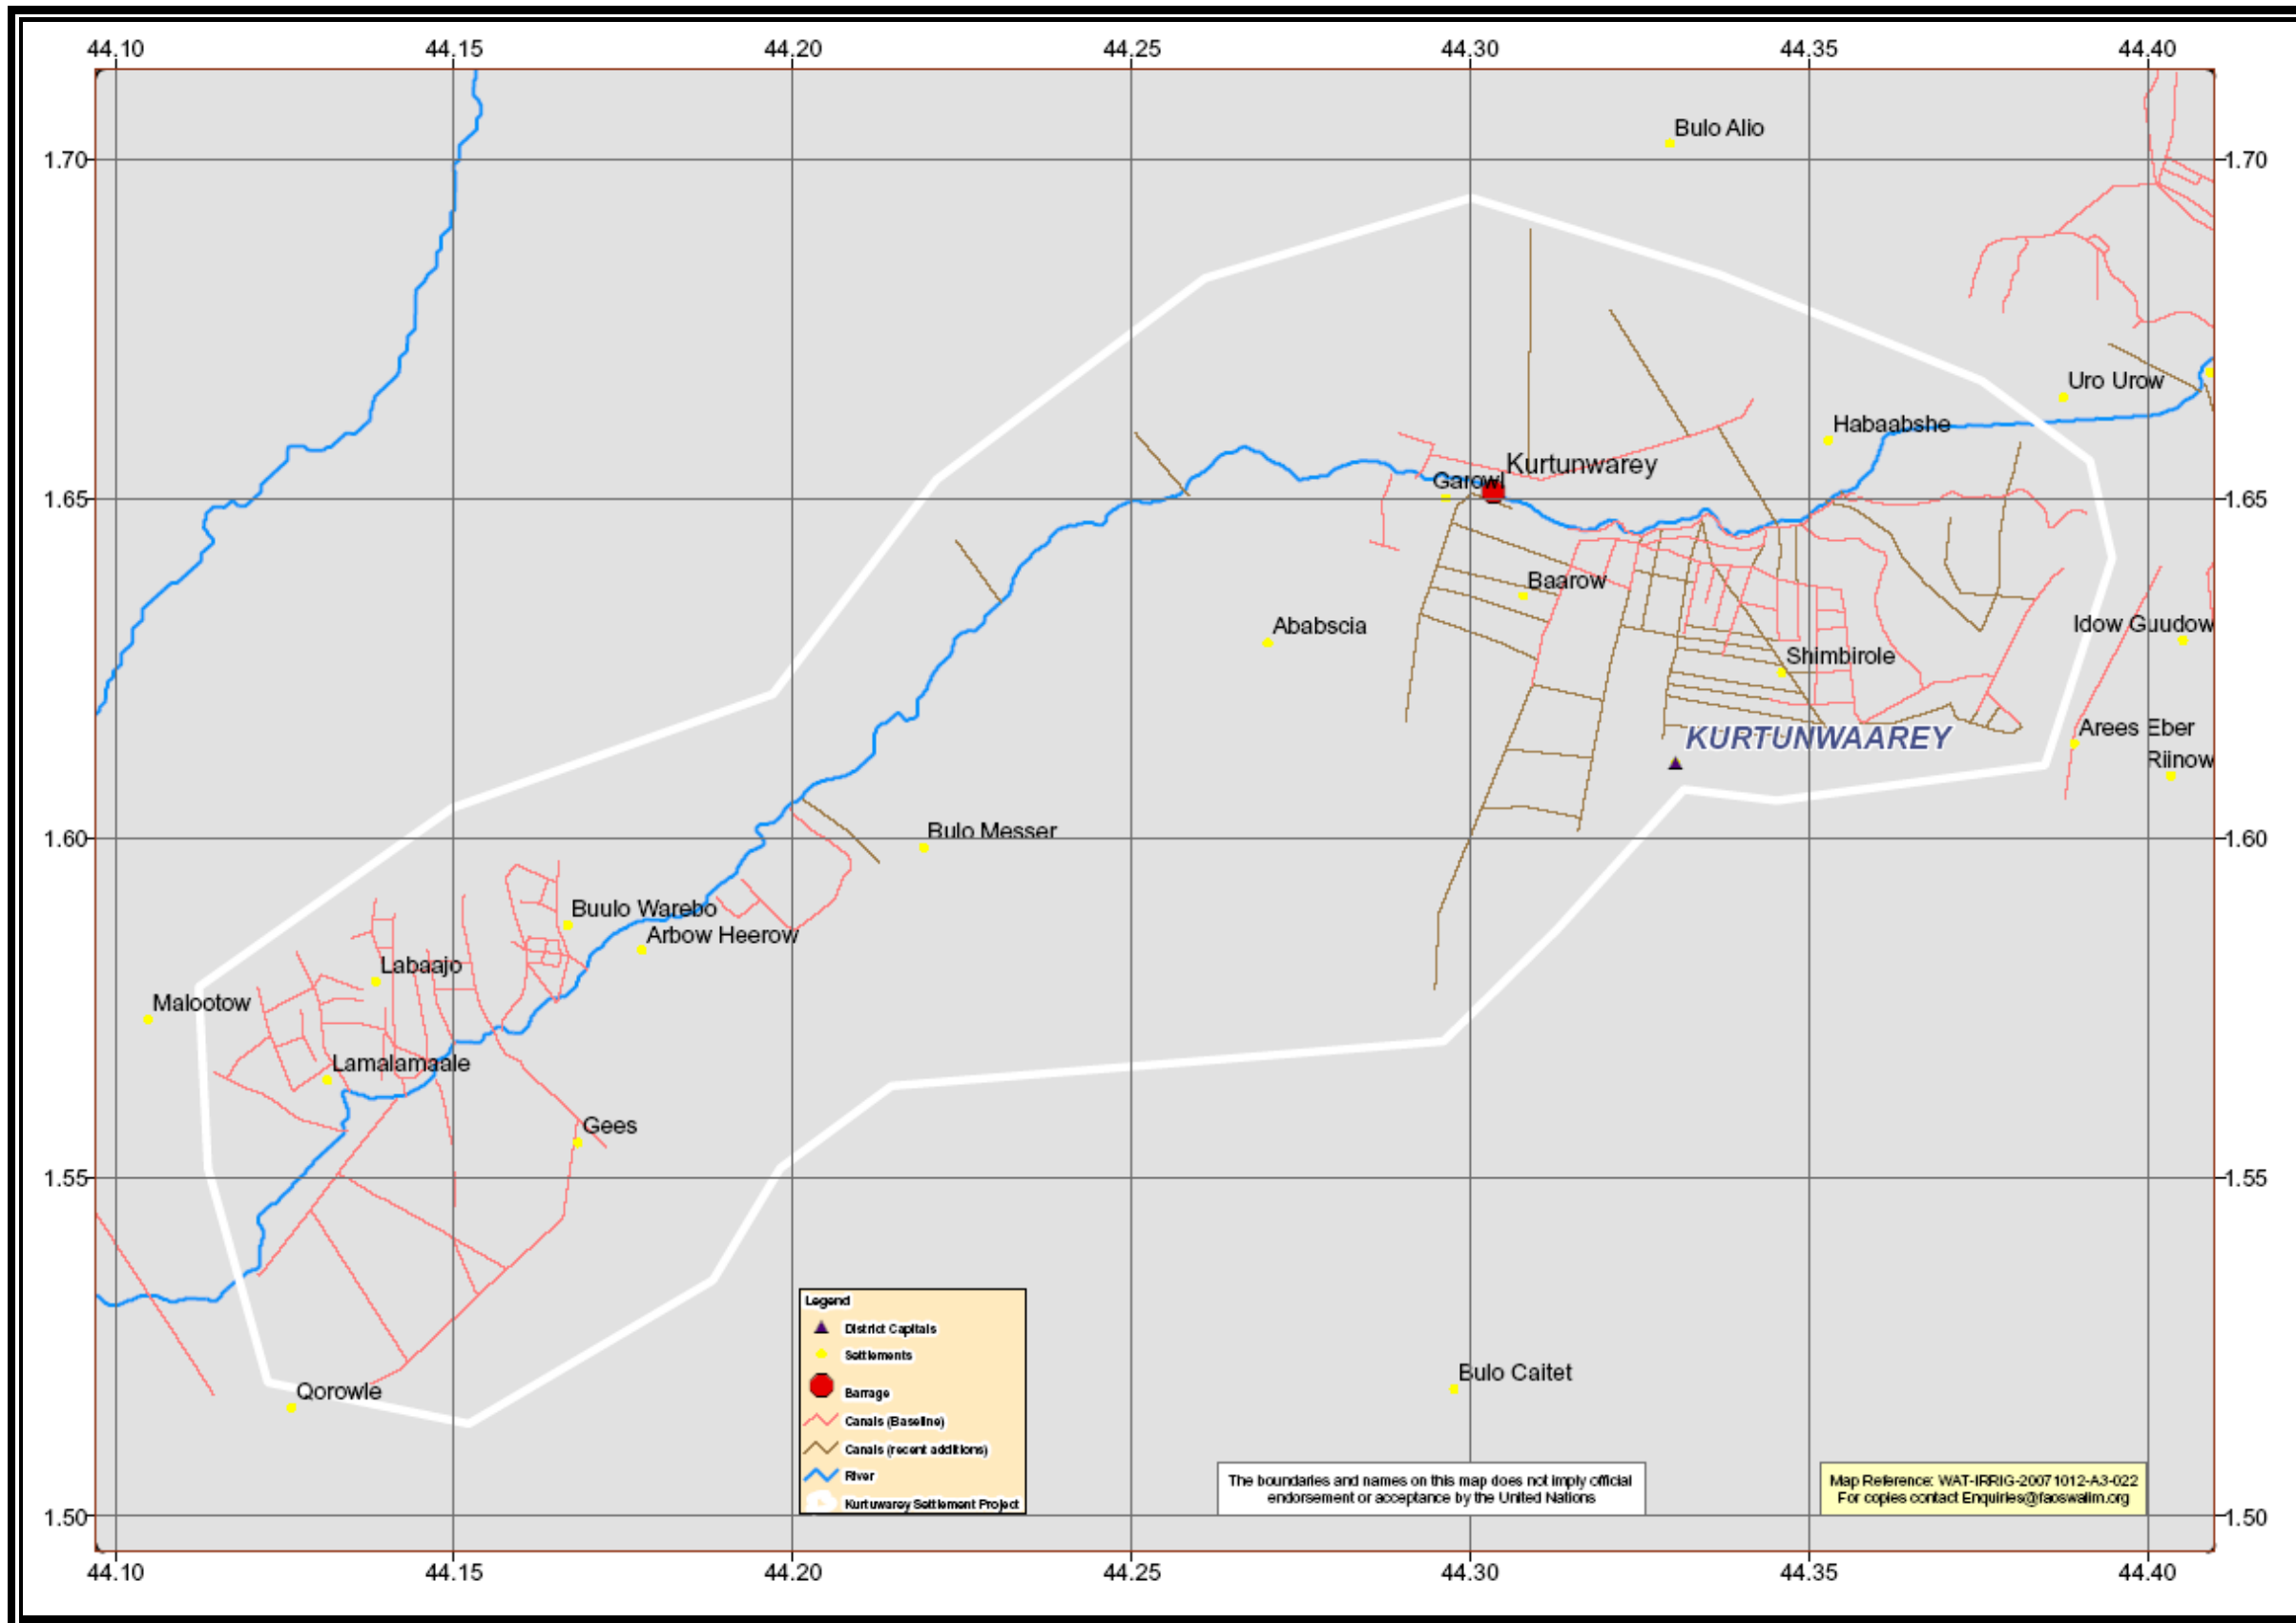 44.10 44.15 44.20 44.25 44.30 44.35 44.40
Bulo Alio
1.70 1.70
Uro Urow
Habaabshe
Kurtunwarey
Garowl
1.65 1.65
Baarow
Ababscia
Idow Guudow
Shimbirole
Arees Eber
KURTUNWAAREY
Riinow
Bulo Messer
1.60 1.60
Buulo Warebo
Arbow Heerow
Labaajo
Malootow
Lamalamaale
Gees
1.55 1.55
Legend
District Capitals
Settlements
Barrage
Canals (Baseline)
Canals (recent additions)
River
Kurtuwarey Settlement Project
Bulo Caitet
Qorowle
The boundaries and names on this map does not imply official
endorsement or acceptance by the United Nations
Map Reference: WAT-IRRIG-20071012-A3-022
For copies contact Enquiries@faoswalim.org
1.50 1.50
44.10 44.15 44.20 44.25 44.30 44.35 44.40